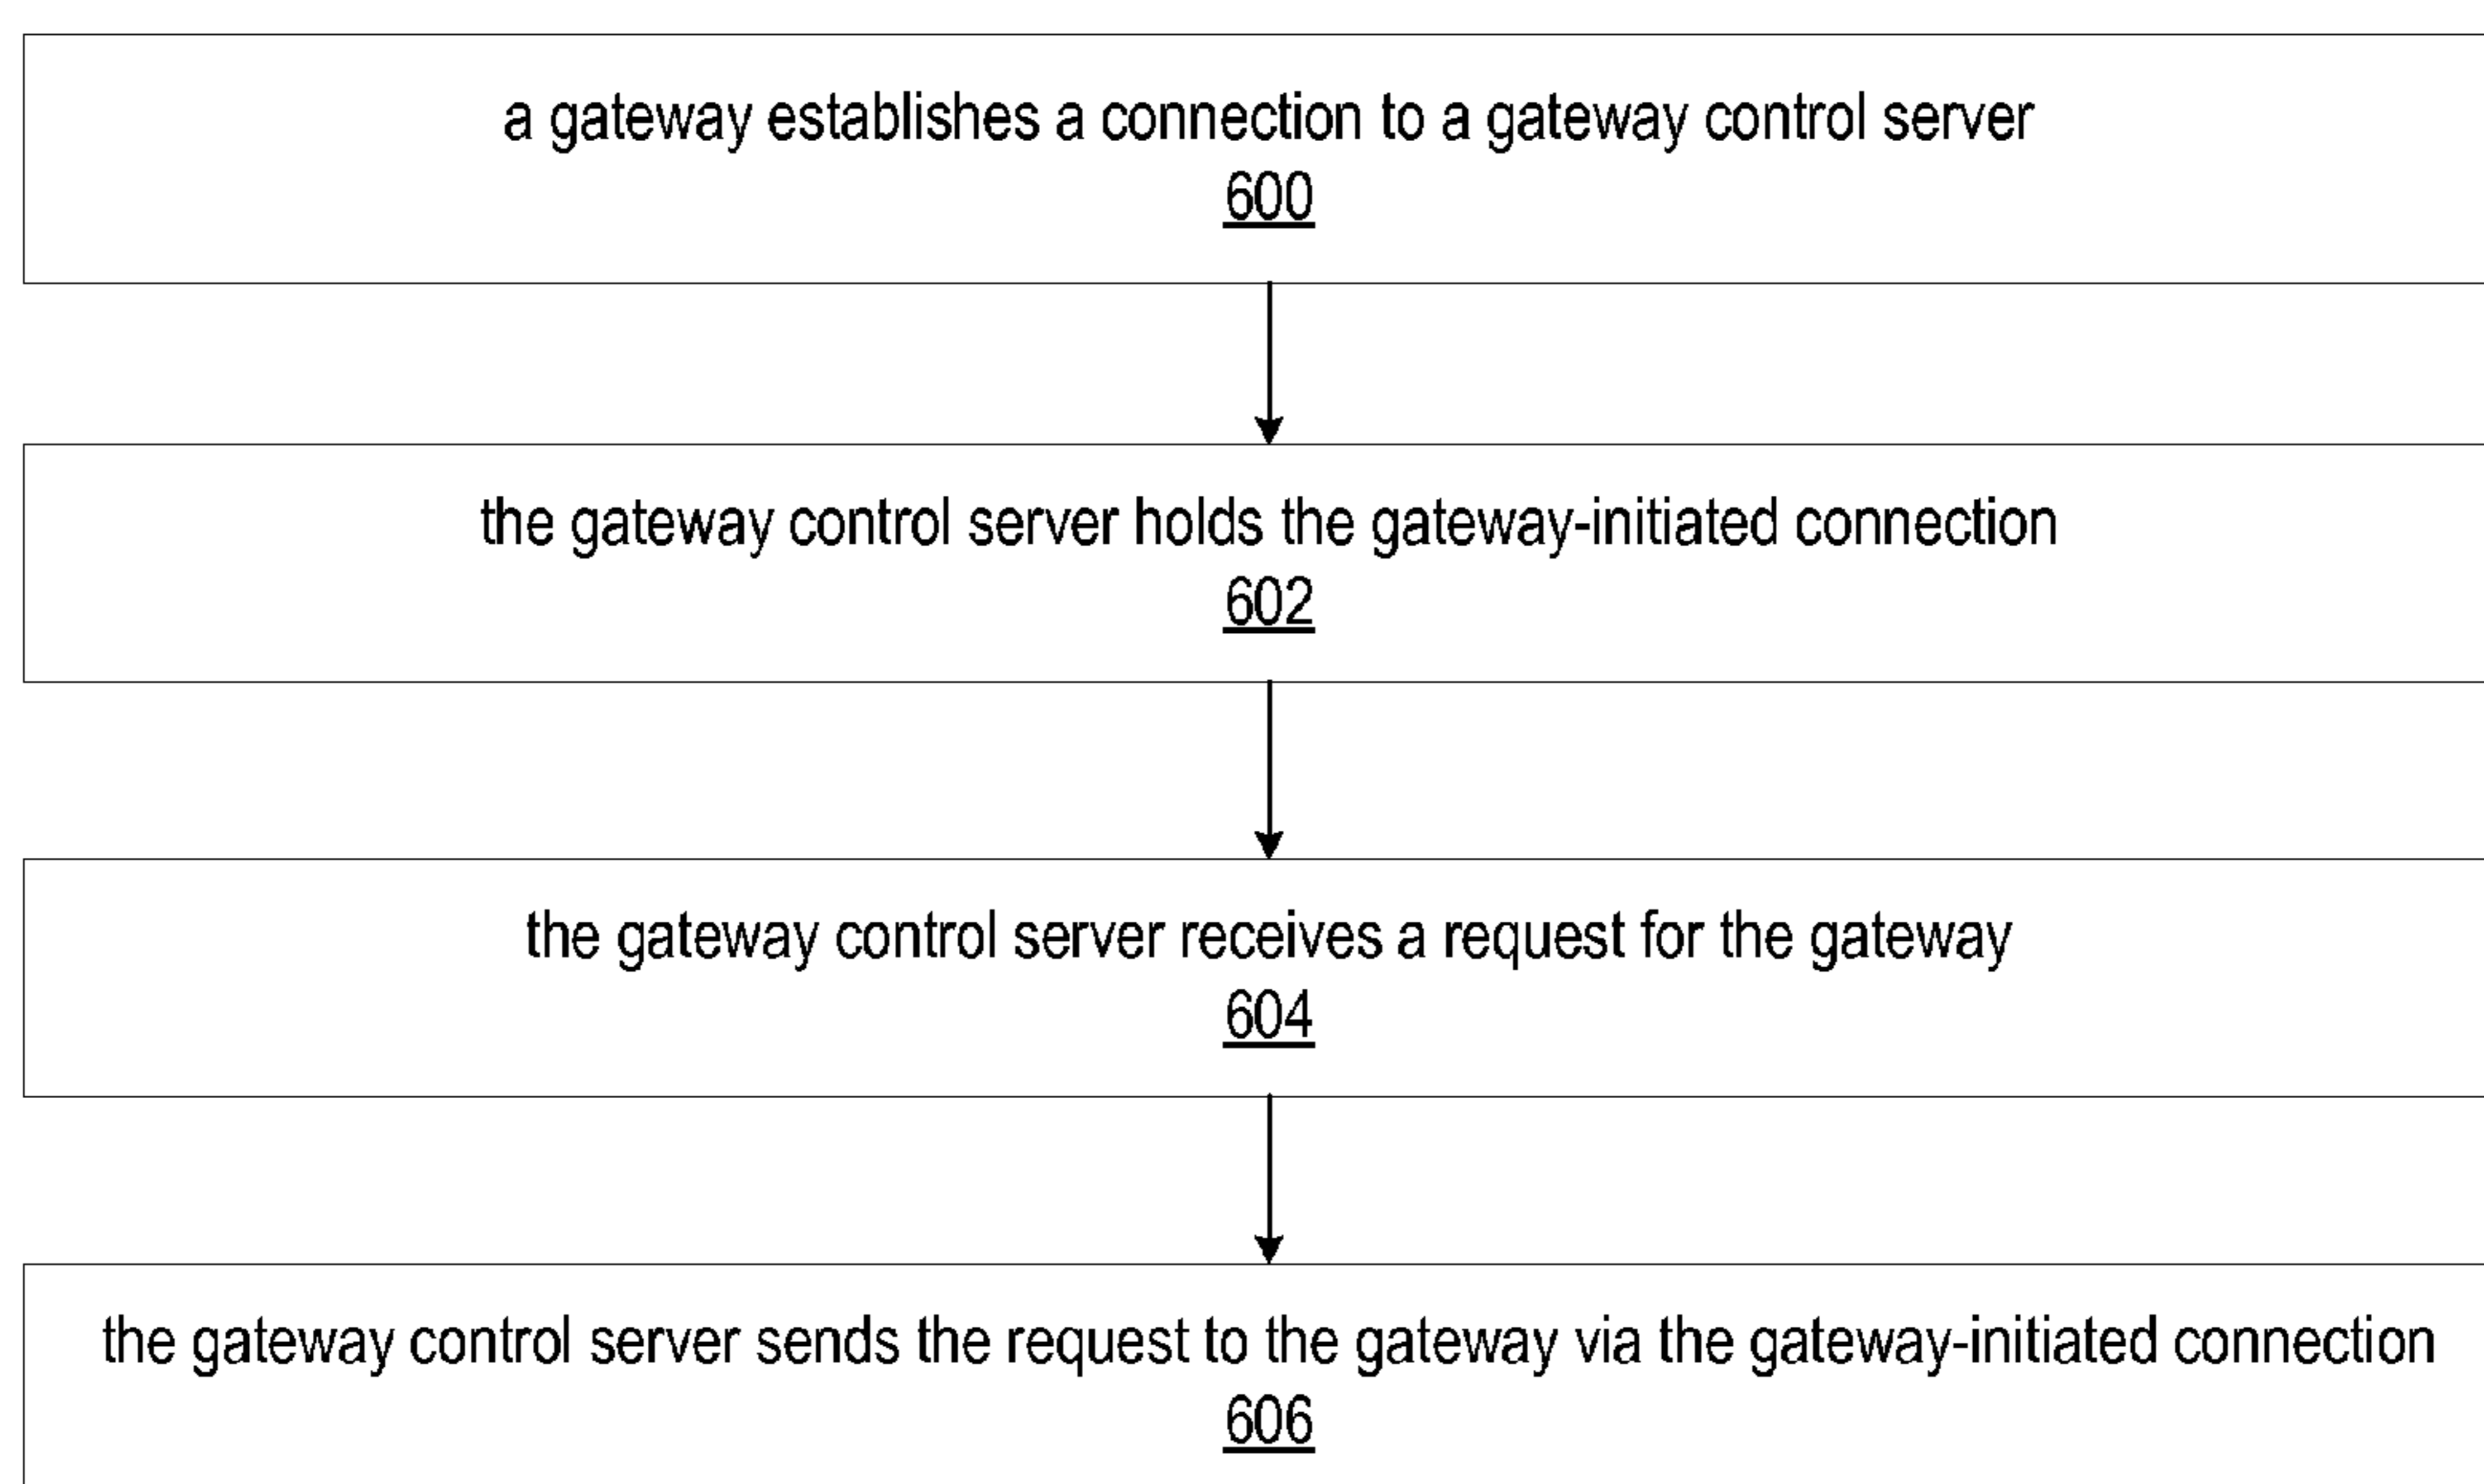 a gateway establishes a connection to a gateway control server
600
the gateway control server holds the gateway-initiated connection
602
the gateway control server receives a request for the gateway
604
the gateway control server sends the request to the gateway via the gateway-initiated connection
606